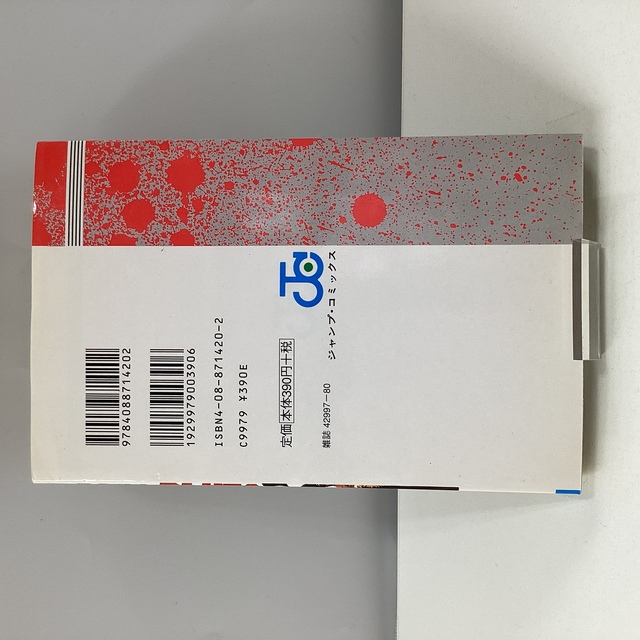 9784088714202
1929979003906
ISBN4-08-871420-2
C9979 ¥390E
定価 本体390円+税
雑誌 42997-80
ジャンプ・コミックス
JC